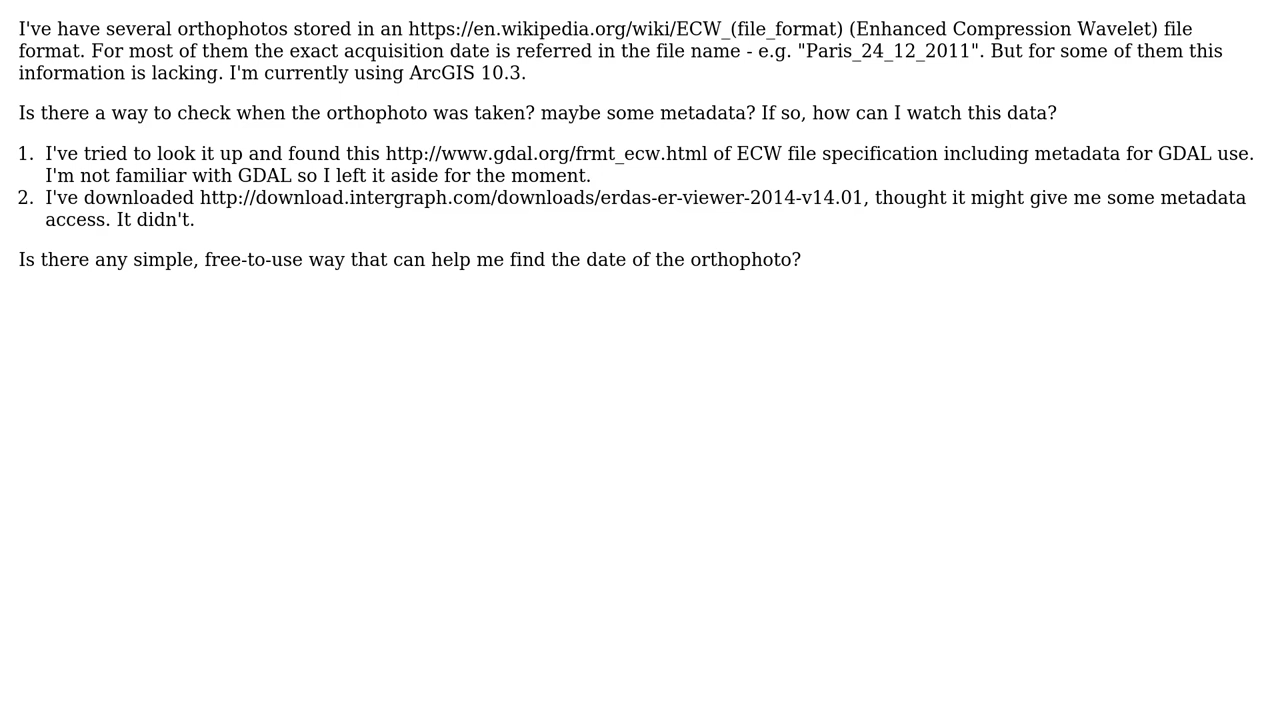 I've have several orthophotos stored in an https://en.wikipedia.org/wiki/ECW_(file_format) (Enhanced Compression Wavelet) file
format. For most of them the exact acquisition date is referred in the file name - e.g. "Paris_24_12_2011". But for some of them this
information is lacking. I'm currently using ArcGIS 10.3.
Is there a way to check when the orthophoto was taken? maybe some metadata? If so, how can I watch this data?
1. I've tried to look it up and found this http://www.gdal.org/frmt_ecw.html of ECW file specification including metadata for GDAL use.
I'm not familiar with GDAL so I left it aside for the moment.
2. I've downloaded http://download.intergraph.com/downloads/erdas-er-viewer-2014-v14.01, thought it might give me some metadata
access. It didn't.
Is there any simple, free-to-use way that can help me find the date of the orthophoto?